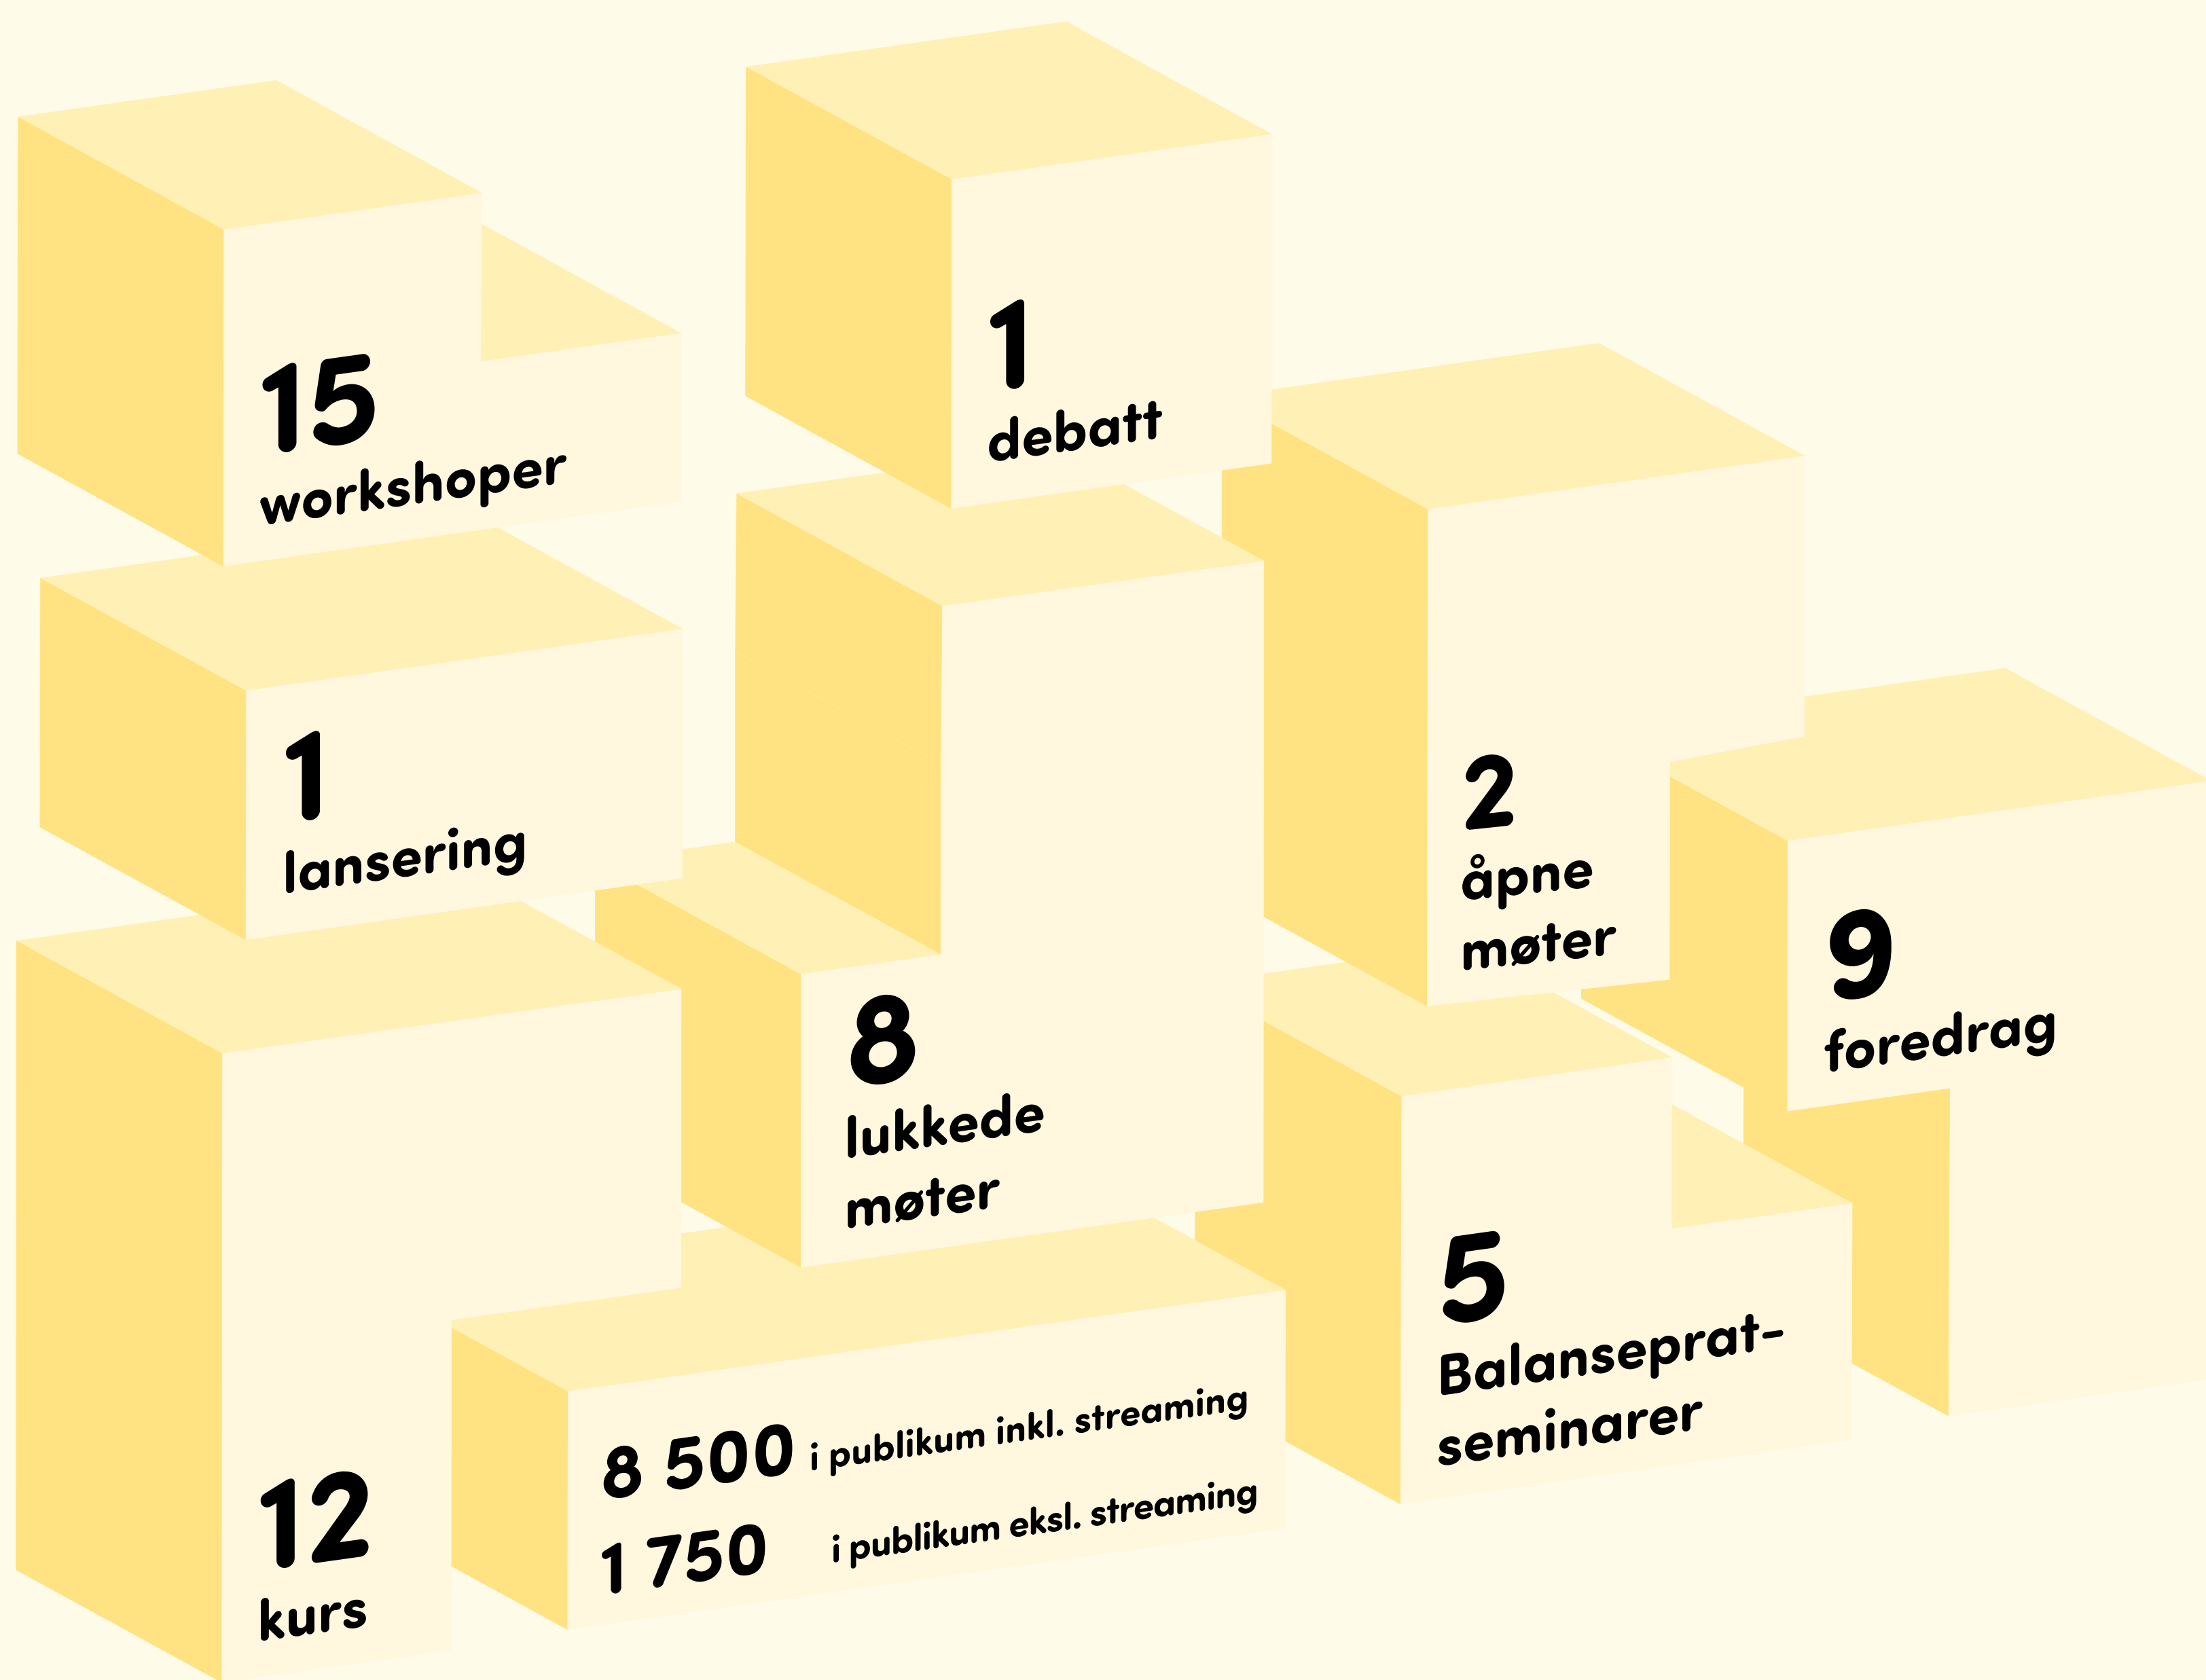 15
workshoper
1
debatt
1
lansering
2
åpne
møter
9
foredrag
8
lukkede
møter
5
Balanseprat-
seminarer
12
kurs
8 500 i publikum inkl. streaming
1 750 i publikum eksl. streaming